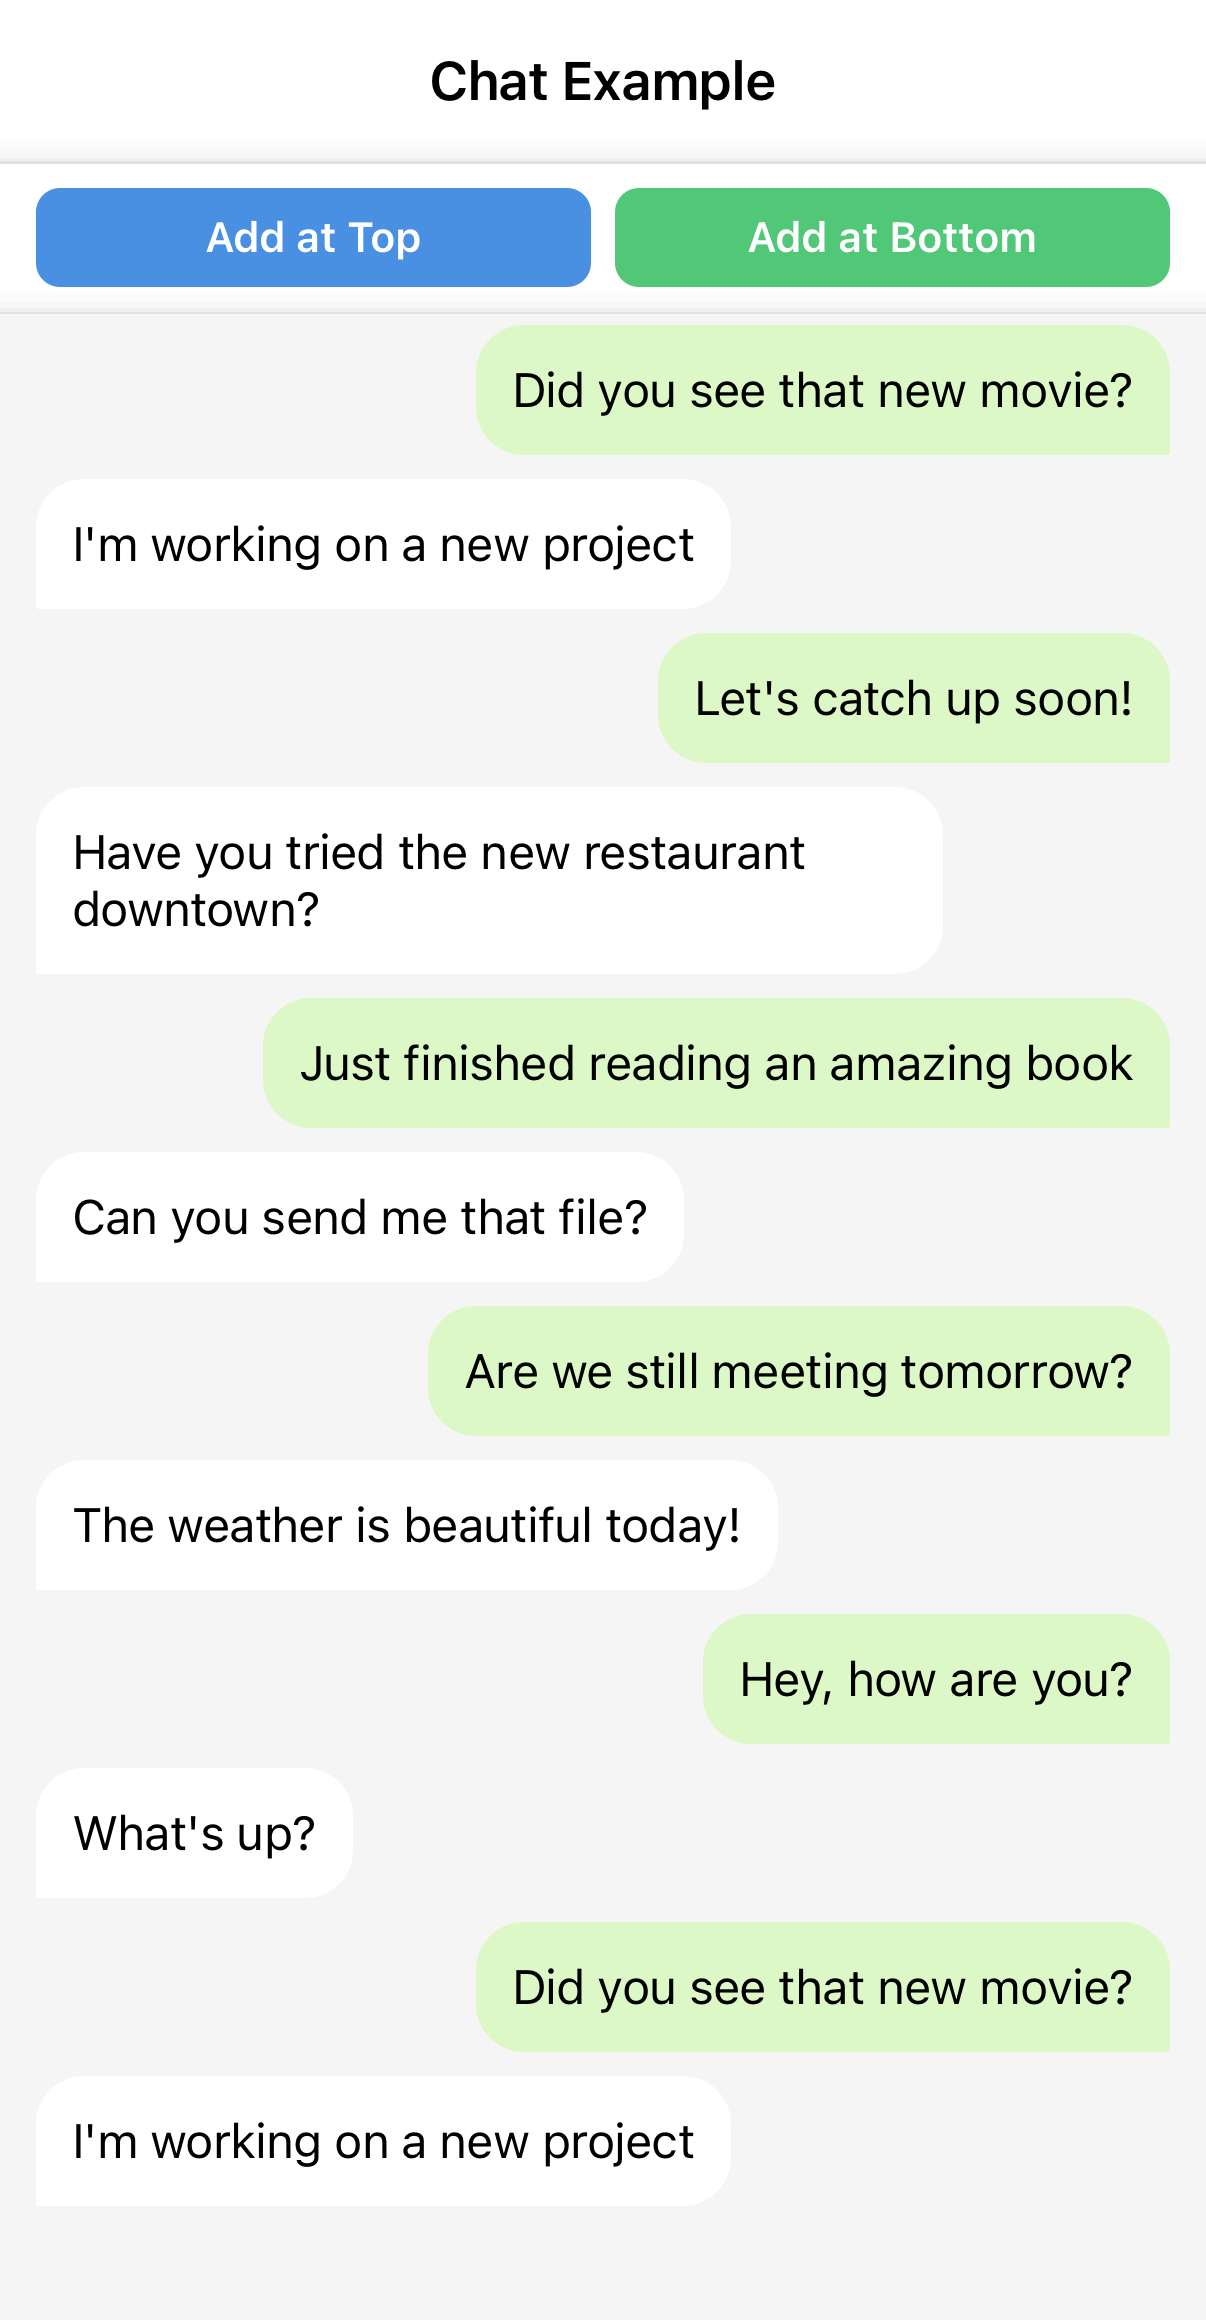 Chat Example
Add at Top
Add at Bottom
Did you see that new movie?
I'm working on a new project
Let's catch up soon!
Have you tried the new restaurant
downtown?
Just finished reading an amazing book
Can you send me that file?
Are we still meeting tomorrow?
The weather is beautiful today!
Hey, how are you?
What's up?
Did you see that new movie?
I'm working on a new project